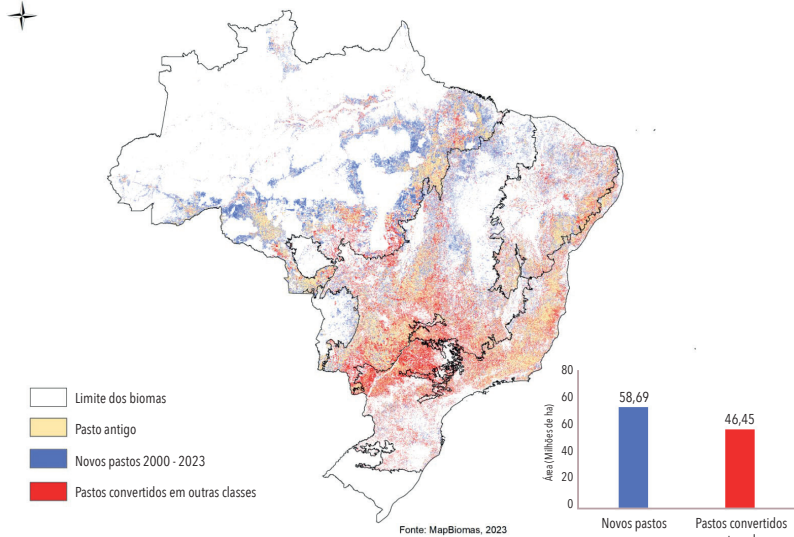 Limite dos biomas
Pasto antigo
Novos pastos 2000 - 2023
Pastos convertidos em outras classes
Fonte: MapBiomas, 2023
Área (Milhões de ha)
80
60
60
40
20
0
58,69
46,45
Novos pastos
Pastos convertidos